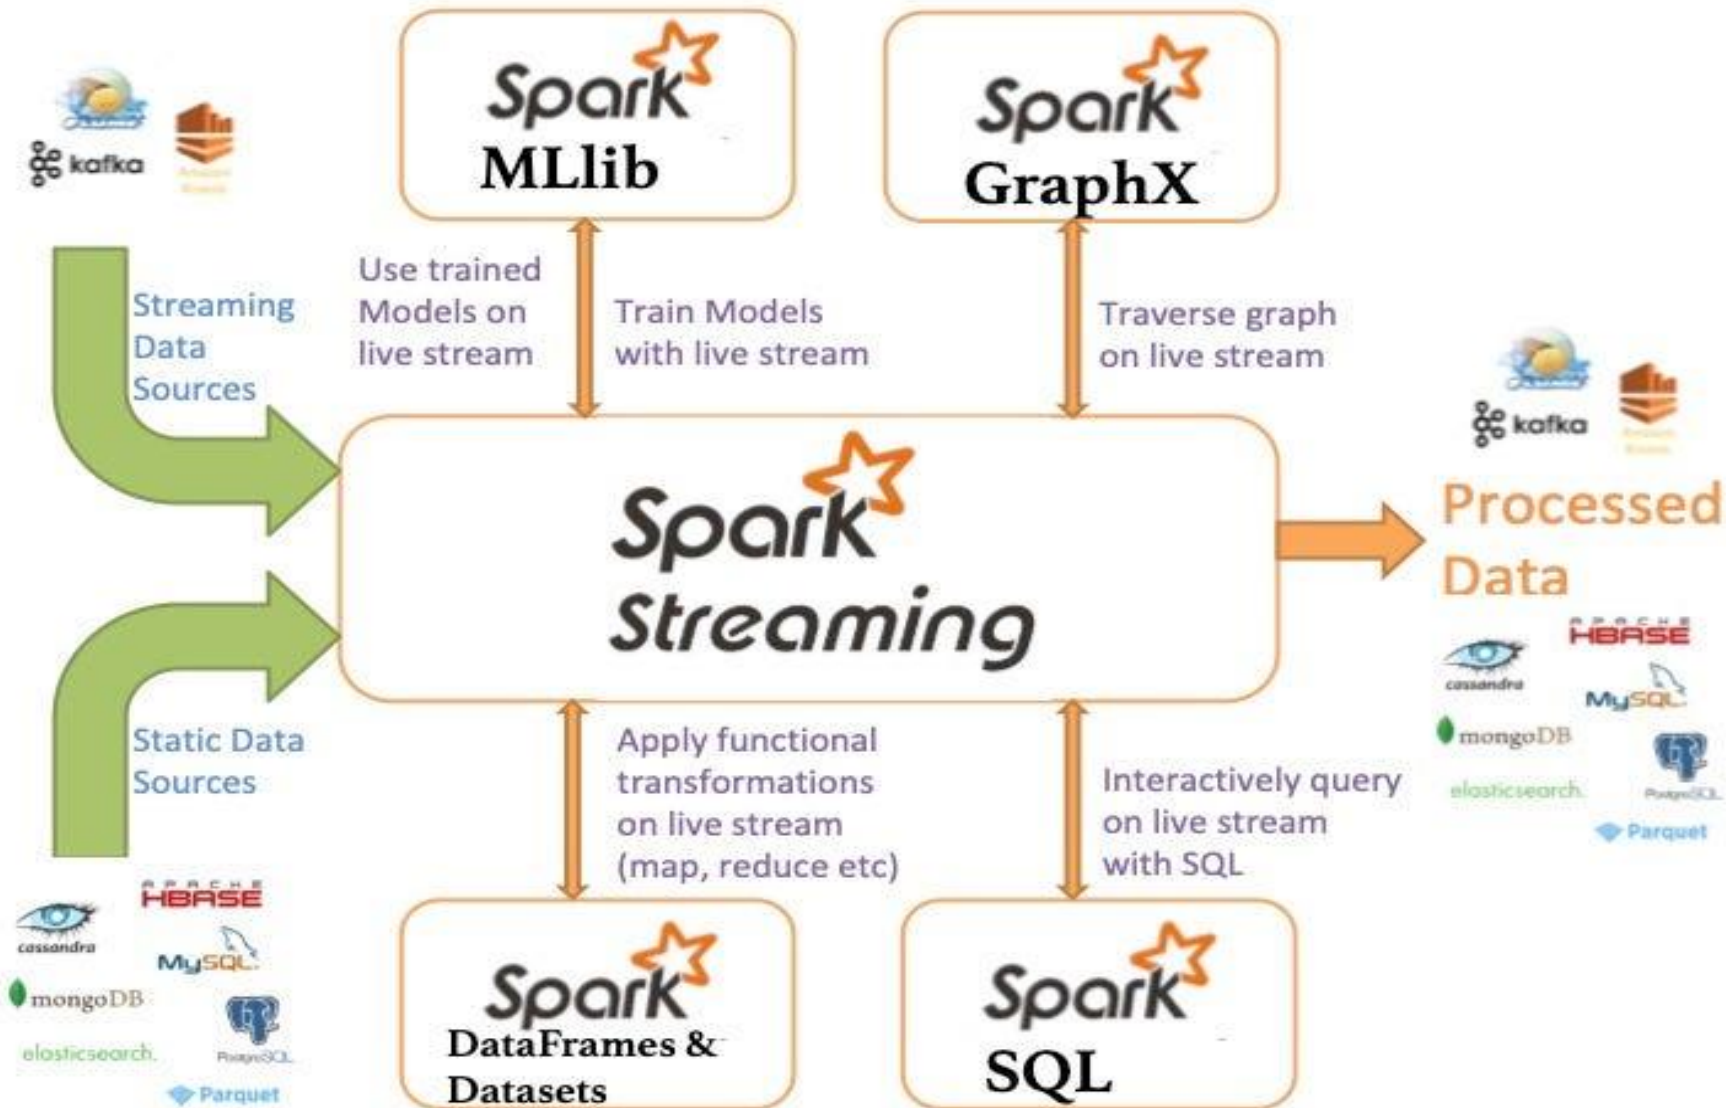 kafka
Spark
MLlib
Spark
GraphX
Streaming
Data
Sources
Use trained
Models on
live stream
Train Models
with live stream
Traverse graph
on live stream
kafka
Processed
Data
Spark
Streaming
Static Data
Sources
Apply functional
transformations
on live stream
(map, reduce etc)
Interactively query
on live stream
with SQL
APACHE
HBASE
cassandra
MySQL
mongoDB
elasticsearch.
PostgreSQL
Parquet
APACHE
HBASE
cassandra
MySQL
mongoDB
elasticsearch.
PostgreSQL
Parquet
Spark
DataFrames &
Datasets
Spark
SQL